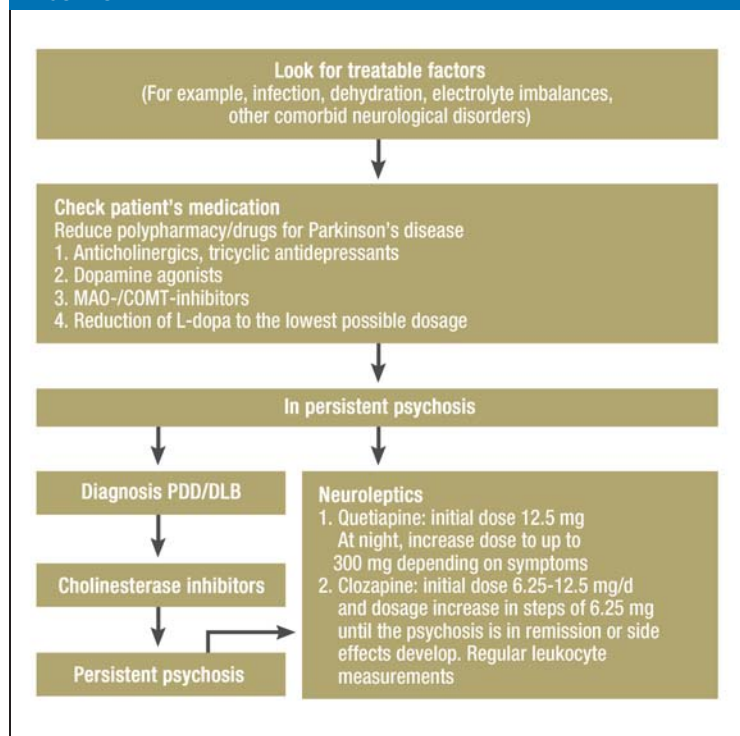 Look for treatable factors
(For example, infection, dehydration, electrolyte imbalances,
other comorbid neurological disorders)
Check patient's medication
Reduce polypharmacy/drugs for Parkinson's disease
1. Anticholinergics, tricyclic antidepressants
2. Dopamine agonists
3. MAO-/COMT-inhibitors
4. Reduction of L-dopa to the lowest possible dosage
In persistent psychosis
Diagnosis PDD/DLB
Cholinesterase inhibitors
Persistent psychosis
Neuroleptics
1. Quetiapine: initial dose 12.5 mg
At night, increase dose to up to
300 mg depending on symptoms
2. Clozapine: initial dose 6.25-12.5 mg/d
and dosage increase in steps of 6.25 mg
until the psychosis is in remission or side
effects develop. Regular leukocyte
measurements